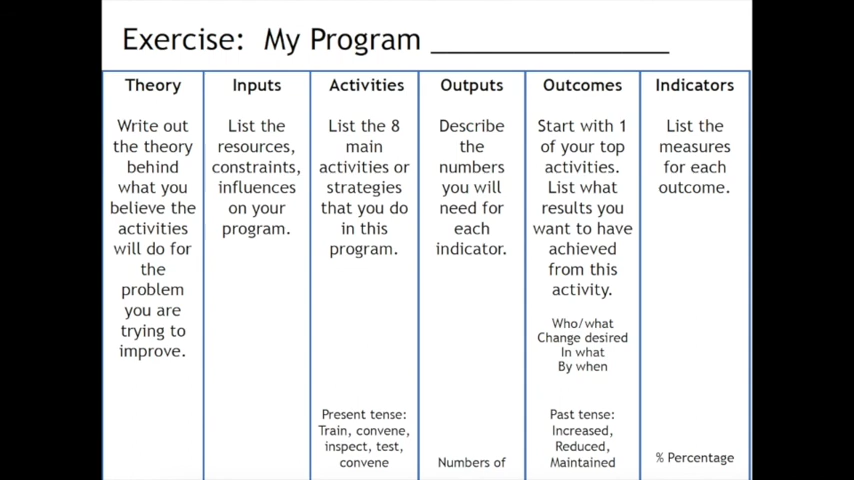 Exercise: My Program _______________
Theory
Write out
the theory
behind
what you
believe the
activities
will do for
the
problem
you are
trying to
improve.
Inputs
List the
resources,
constraints,
influences
on your
program.
Activities
List the 8
main
activities or
strategies
that you do
in this
program.
Present tense:
Train, convene,
inspect, test,
convene
Outputs
Describe
the
numbers
you will
need for
each
indicator.
Numbers of
Outcomes
Start with 1
of your top
activities.
List what
results you
want to have
achieved
from this
activity.
Who/what
Change desired
In what
By when
Past tense:
Increased,
Reduced,
Maintained
Indicators
List the
measures
for each
outcome.
% Percentage